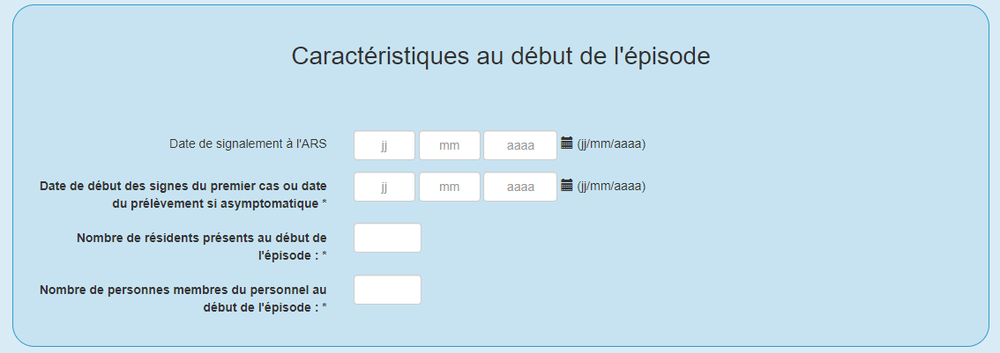 Caractéristiques au début de l'épisode
Date de signalement à l'ARS jj mm aaaa (jj/mm/aaaa)
Date de début des signes du premier cas ou date
du prélèvement si asymptomatique * jj mm aaaa (jj/mm/aaaa)
Nombre de résidents présents au début de
l'épisode : *
Nombre de personnes membres du personnel au
début de l'épisode : *